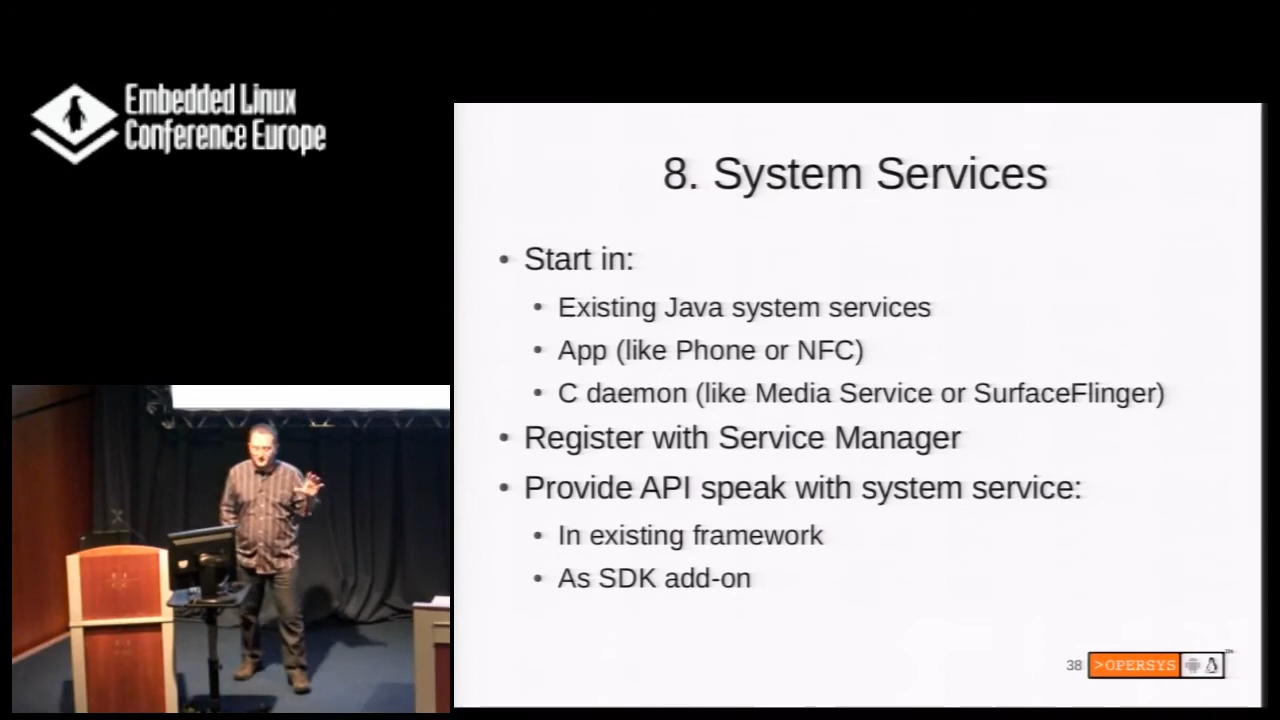 Embedded Linux
Conference Europe
8. System Services
• Start in:
• Existing Java system services
• App (like Phone or NFC)
• C daemon (like Media Service or SurfaceFlinger)
• Register with Service Manager
• Provide API speak with system service:
• In existing framework
• As SDK add-on
38
>OPERSYS